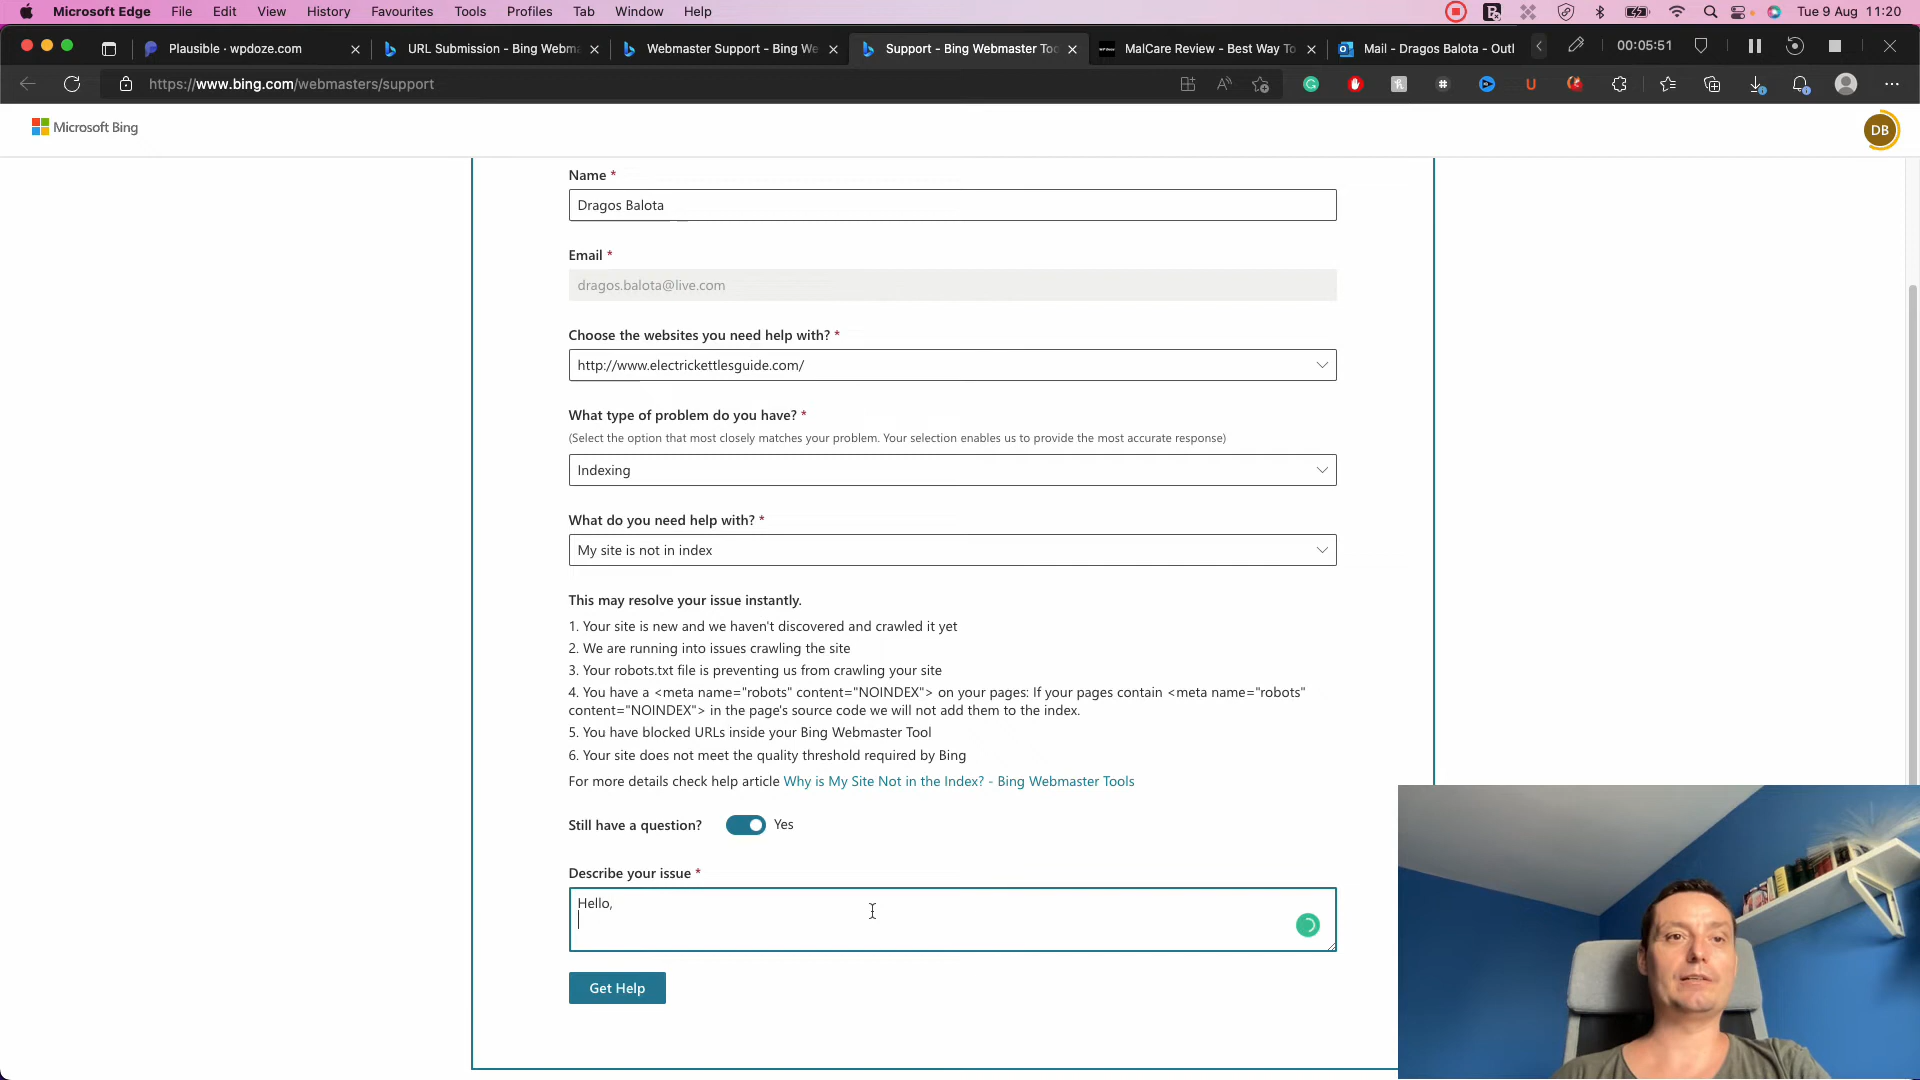 Microsoft Edge File Edit View History Favourites Tools Profiles Tab Window Help Tue 9 Aug 11:20
Plausible · wpdoze.com URL Submission - Bing Webma Webmaster Support - Bing We Support - Bing Webmaster Too MalCare Review - Best Way To Mail - Dragos Balota - Outl 00:05:51
https://www.bing.com/webmasters/support
Microsoft Bing
DB
Name *
Dragos Balota
Email *
dragos.balota@live.com
Choose the websites you need help with? *
http://www.electrickettlesguide.com/
What type of problem do you have? *
(Select the option that most closely matches your problem. Your selection enables us to provide the most accurate response)
Indexing
What do you need help with? *
My site is not in index
This may resolve your issue instantly.
1. Your site is new and we haven't discovered and crawled it yet
2. We are running into issues crawling the site
3. Your robots.txt file is preventing us from crawling your site
4. You have a <meta name="robots" content="NOINDEX"> on your pages: If your pages contain <meta name="robots"
content="NOINDEX"> in the page's source code we will not add them to the index.
5. You have blocked URLs inside your Bing Webmaster Tool
6. Your site does not meet the quality threshold required by Bing
For more details check help article Why is My Site Not in the Index? - Bing Webmaster Tools
Still have a question? Yes
Describe your issue *
Hello,
Get Help